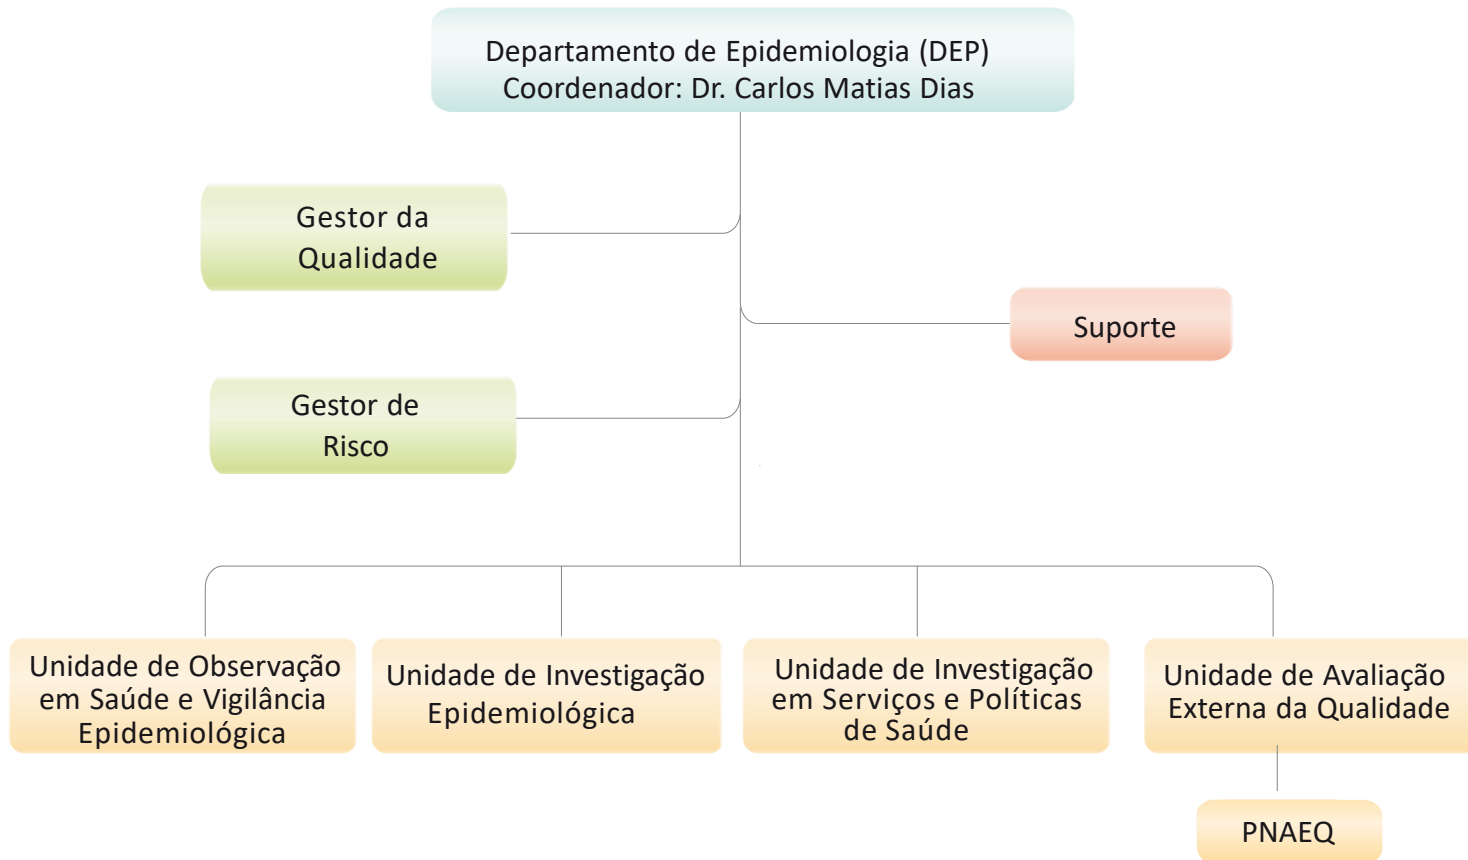 Departamento de Epidemiologia (DEP)
Coordenador: Dr. Carlos Matias Dias
Gestor da
Qualidade
Suporte
Gestor de
Risco
Unidade de Observação
em Saúde e Vigilância
Epidemiológica
Unidade de Investigação
Epidemiológica
Unidade de Investigação
em Serviços e Políticas
de Saúde
Unidade de Avaliação
Externa da Qualidade
PNAEQ